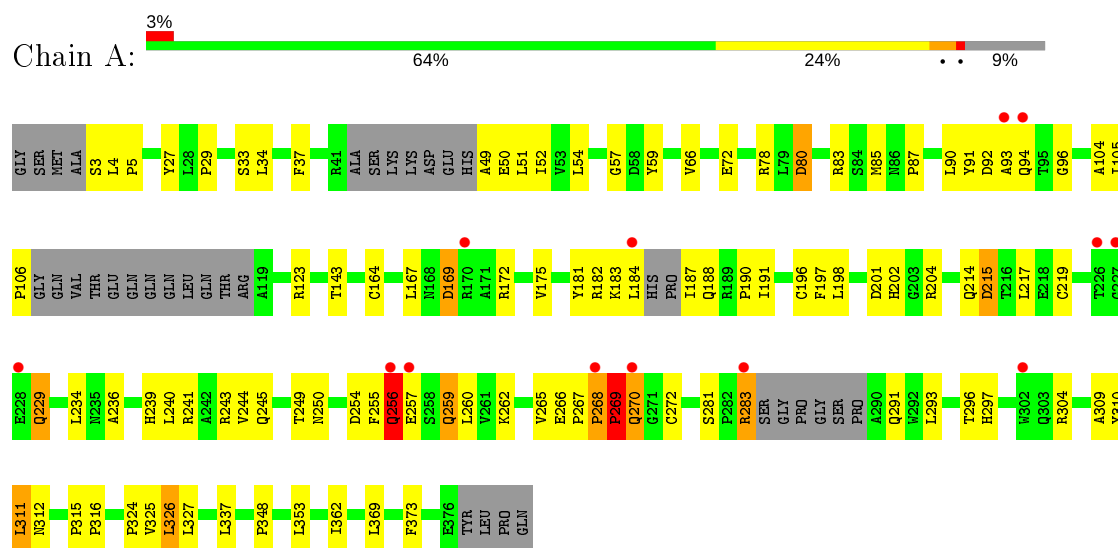 3%
Chain A:
64% 24% • • 9%
GLY SER MET ALA S3 L4 P5 Y27 L28 P29 S33 L34 F37 R41 ALA SER LYS LYS ASP GLU HIS A49 E50 L51 I52 V53 L54 G57 D58 Y59 V66 E72 R78 L79 D80 R83 S84 M85 N86 P87 L90 Y91 D92 A93 Q94 T95 G96 A104
P106 GLY GLN VAL THR GLU GLN GLN GLN LEU GLN THR ARG A119 R123 T143 C164 L167 N168 D169 R170 A171 R172 V175 Y181 R182 K183 L184 HIS PRO I187 Q188 R189 P190 I191 C196 F197 L198 D201 H202 G203 R204 Q214 D215 T216 L217 E218 C219 T226
E228 Q229 L234 N235 A236 H239 L240 R241 A242 R243 V244 Q245 T249 N250 D254 F255 Q256 E257 S258 Q259 L260 V261 K262 V265 E266 P267 P268 P269 Q270 G271 C272 S281 P282 R283 SER GLY PRO GLY SER PRO A290 Q291 W292 L293 T296 H297 W302 Q303 R304 A309
L311 N312 P315 P316 P324 V325 L326 L327 L337 P348 L353 I362 L369 F373 E376 TYR LEU PRO GLN